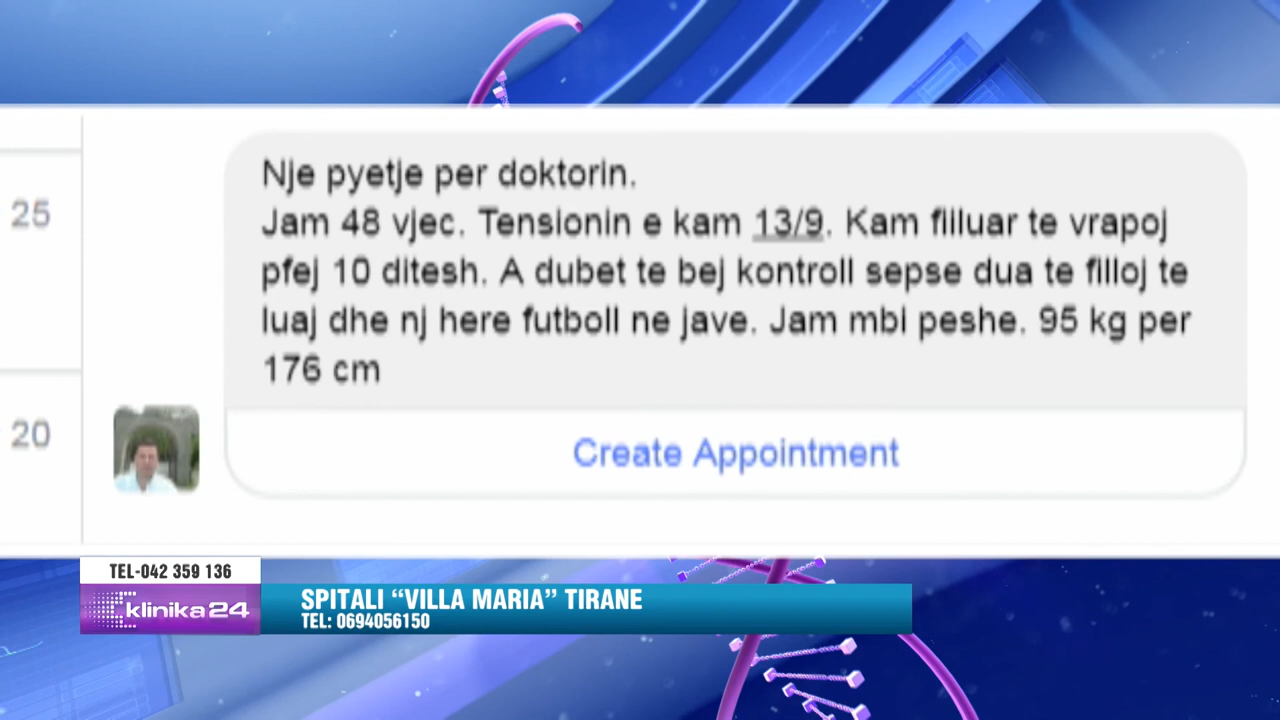 Nje pyetje per doktorin.
Jam 48 vjec. Tensionin e kam 13/9. Kam filluar te vrapoj
pfej 10 ditesh. A dubet te bej kontroll sepse dua te filloj te
luaj dhe nj here futboll ne jave. Jam mbi peshe. 95 kg per
176 cm
25
20
Create Appointment
TEL-042 359 136
klinika 24
SPITALI “VILLA MARIA” TIRANE
TEL: 0694056150